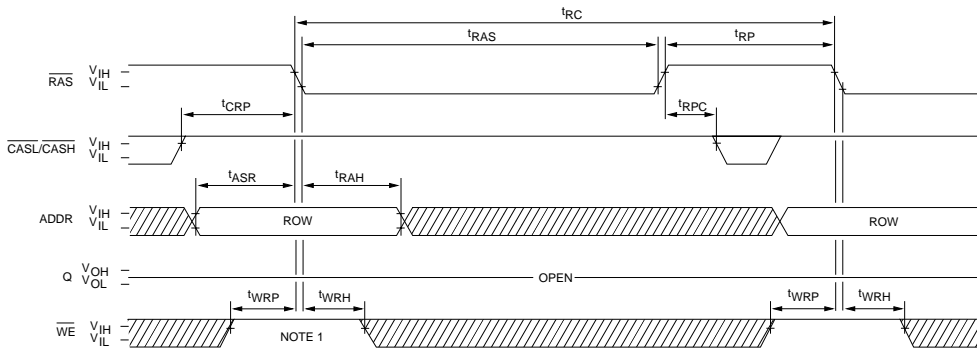 tRC
tRAS
tRP
RAS
VIH
VIL
tCRP
tRPC
CASL/CASH
VIH
VIL
tASR
tRAH
ADDR
VIH
VIL
ROW
ROW
Q
VOH
VOL
OPEN
tWRP
tWRH
tWRP
tWRH
WE
VIH
VIL
NOTE 1